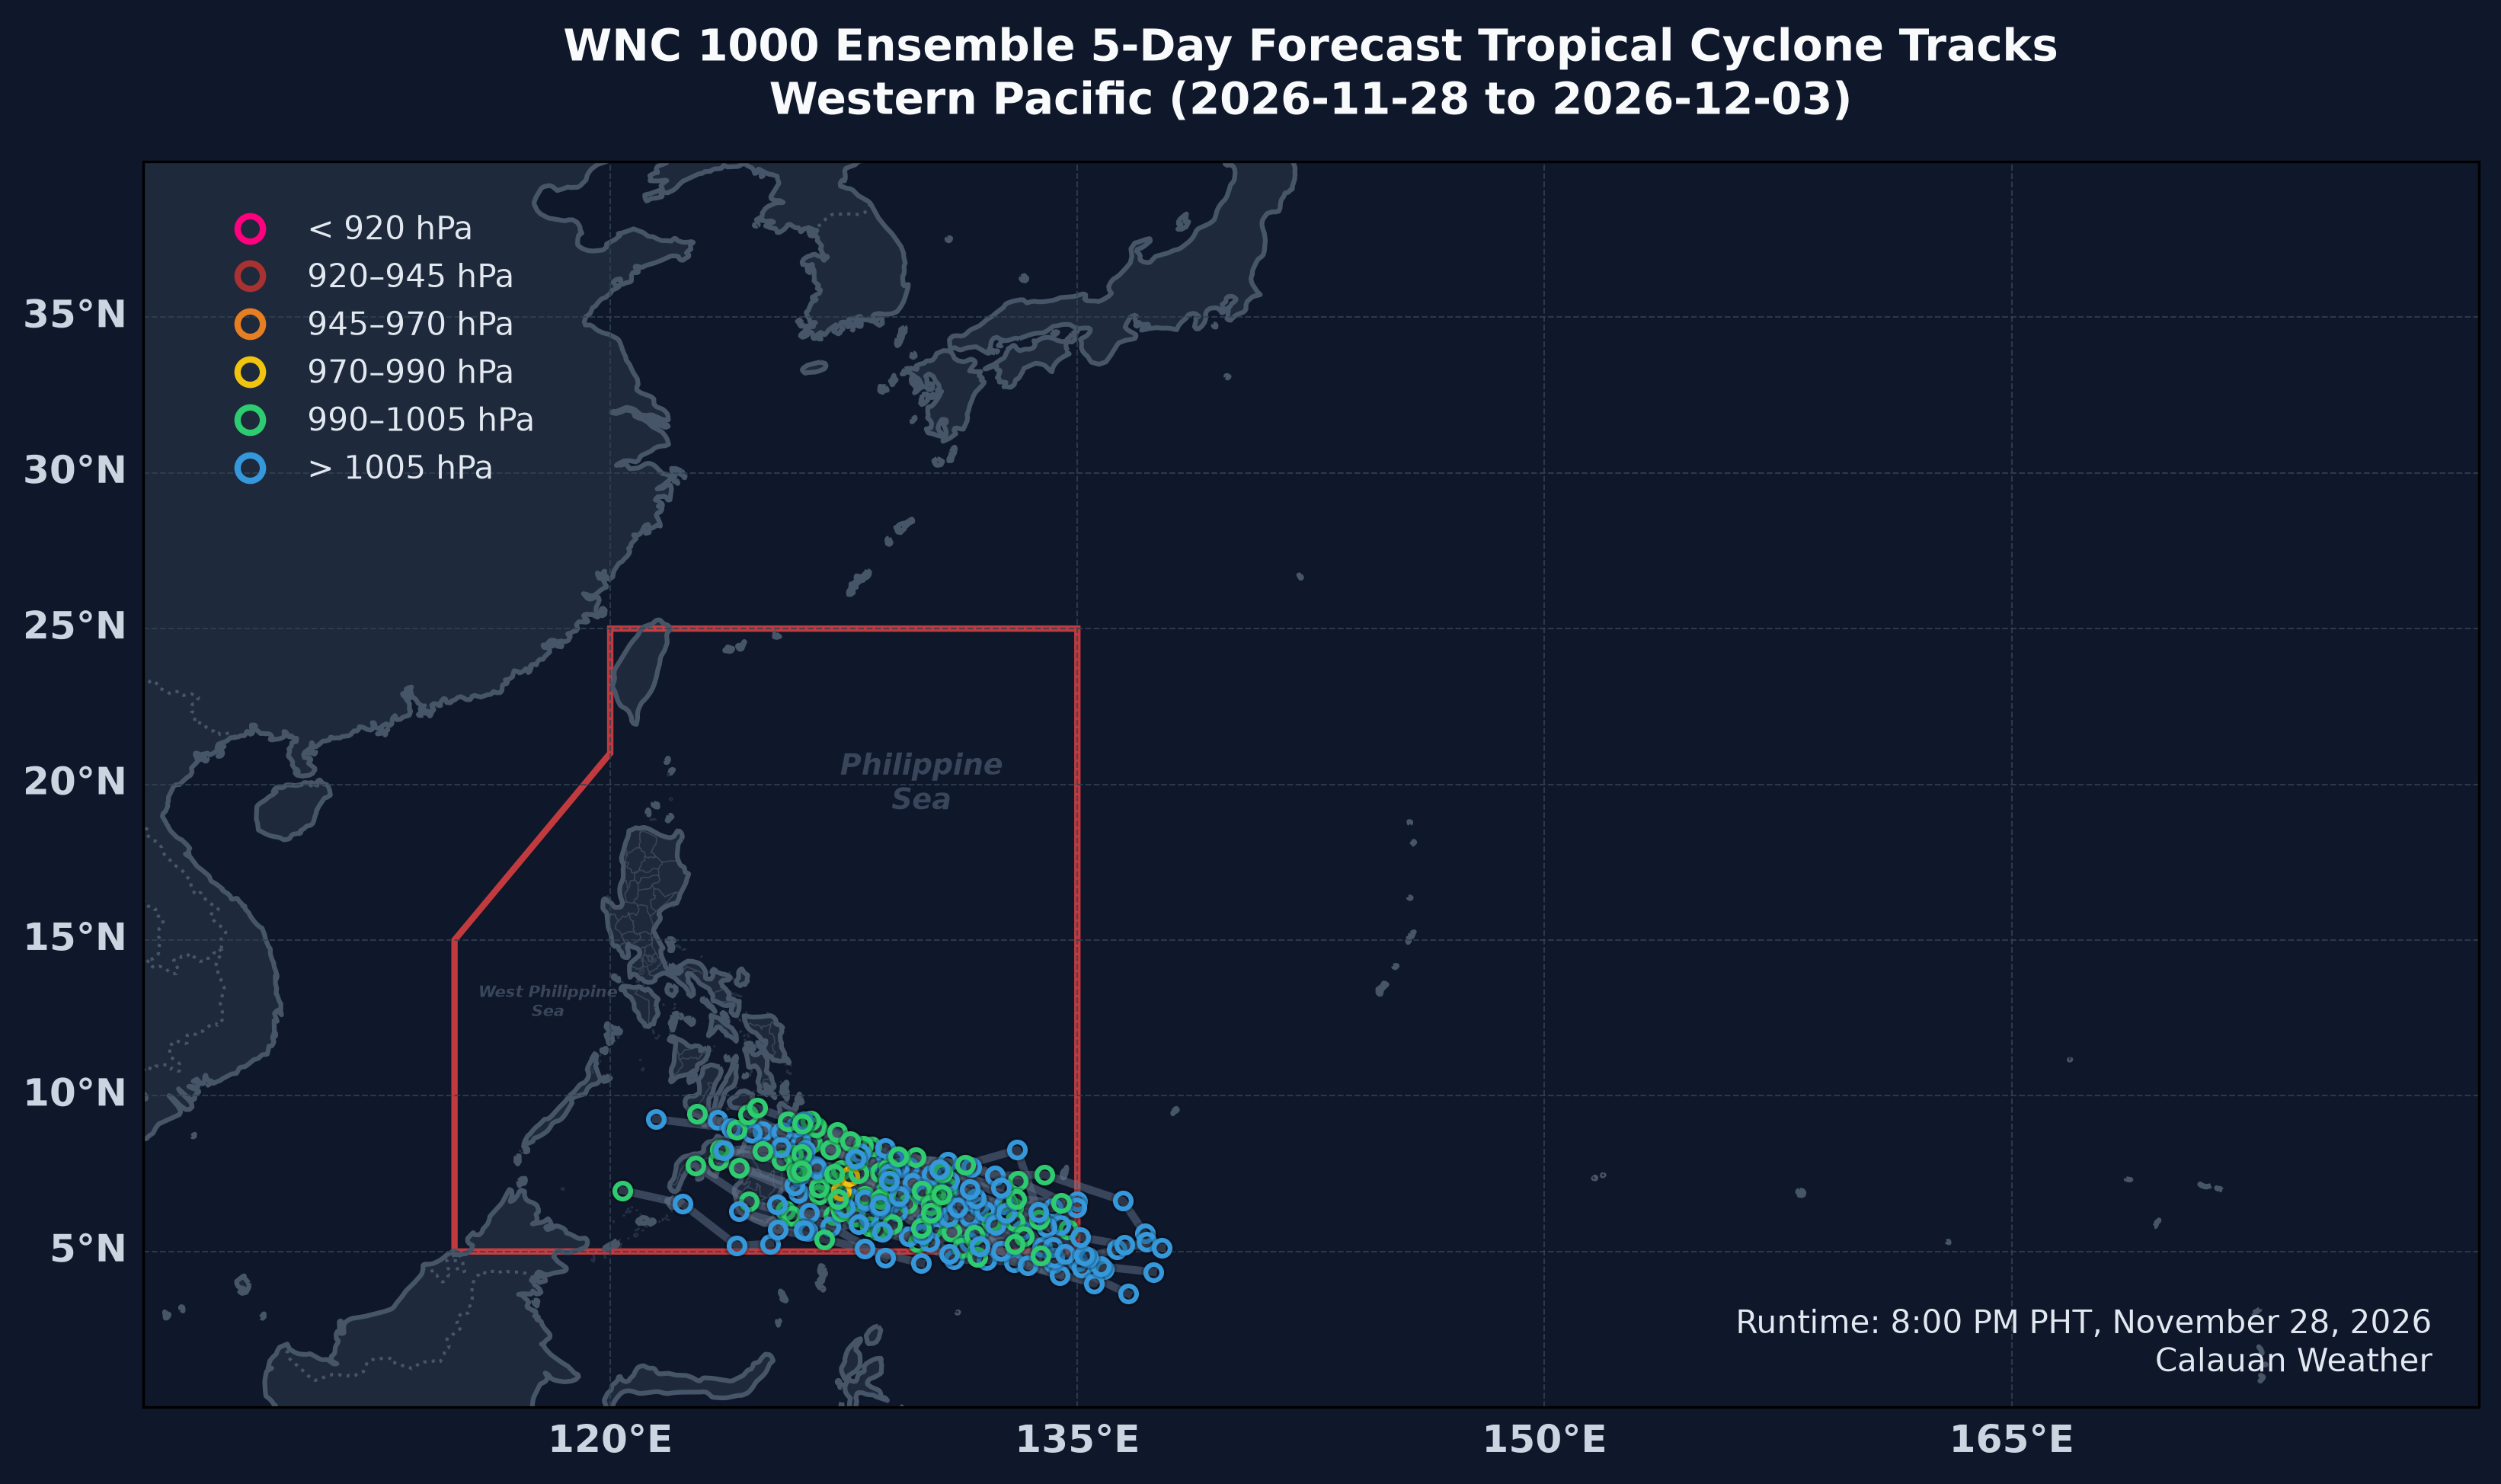 WNC 1000 Ensemble 5-Day Forecast Tropical Cyclone Tracks
Western Pacific (2026-11-28 to 2026-12-03)
< 920 hPa
920–945 hPa
945–970 hPa
970–990 hPa
990–1005 hPa
> 1005 hPa
35°N
30°N
25°N
20°N
15°N
10°N
5°N
Philippine
Sea
West Philippine
Sea
Runtime: 8:00 PM PHT, November 28, 2026
Calauan Weather
120°E
135°E
150°E
165°E